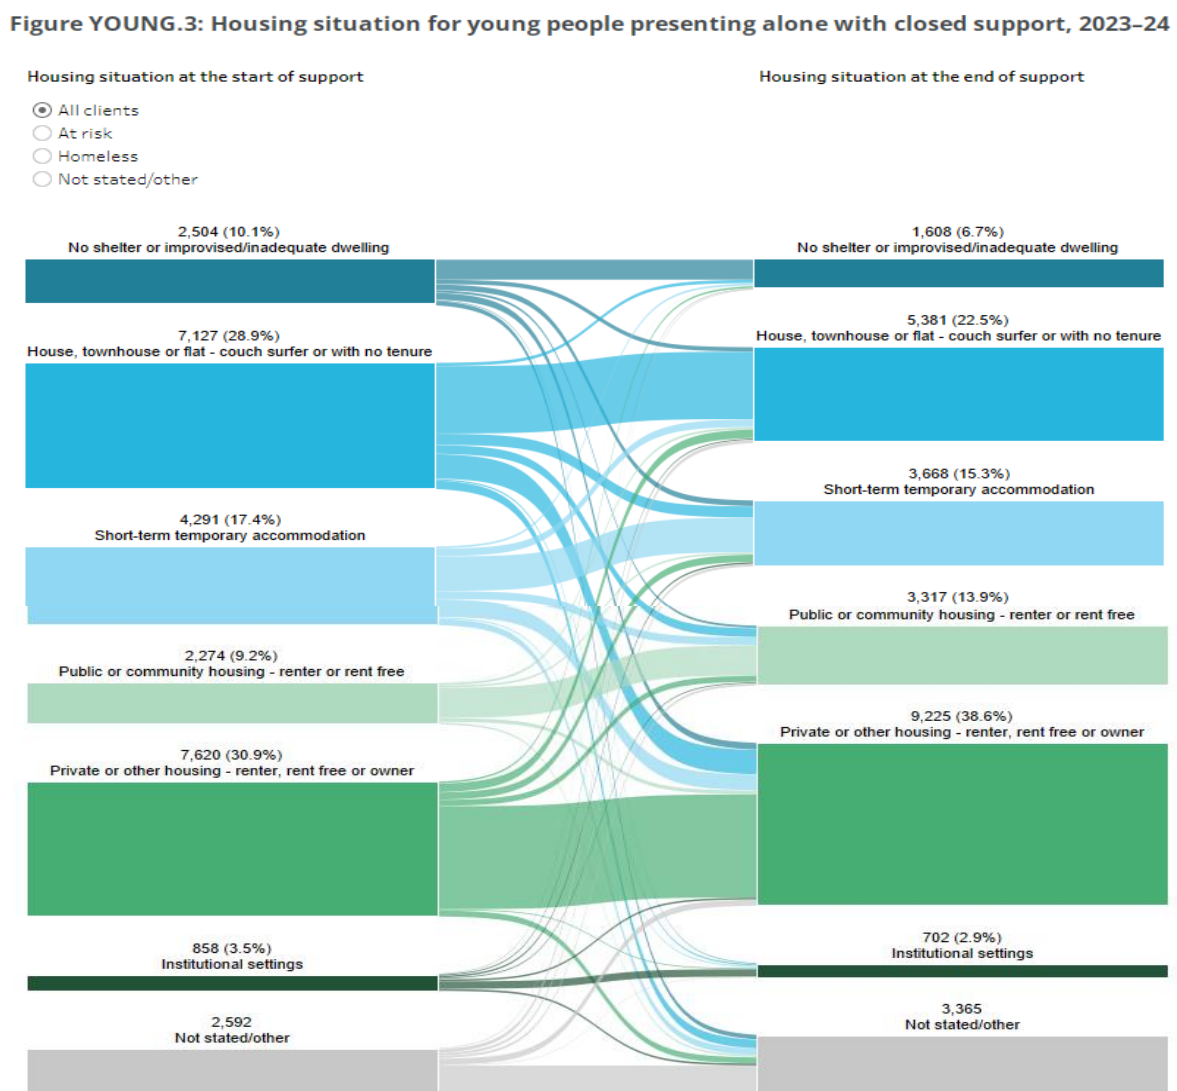 Figure YOUNG.3: Housing situation for young people presenting alone with closed support, 2023–24
Housing situation at the start of support
Housing situation at the end of support
All clients
At risk
Homeless
Not stated/other
2,504 (10.1%)
No shelter or improvised/inadequate dwelling
7,127 (28.9%)
House, townhouse or flat - couch surfer or with no tenure
4,291 (17.4%)
Short-term temporary accommodation
2,274 (9.2%)
Public or community housing - renter or rent free
7,620 (30.9%)
Private or other housing - renter, rent free or owner
858 (3.5%)
Institutional settings
2,592
Not stated/other
1,608 (6.7%)
No shelter or improvised/inadequate dwelling
5,381 (22.5%)
House, townhouse or flat - couch surfer or with no tenure
3,668 (15.3%)
Short-term temporary accommodation
3,317 (13.9%)
Public or community housing - renter or rent free
9,225 (38.6%)
Private or other housing - renter, rent free or owner
702 (2.9%)
Institutional settings
3,365
Not stated/other